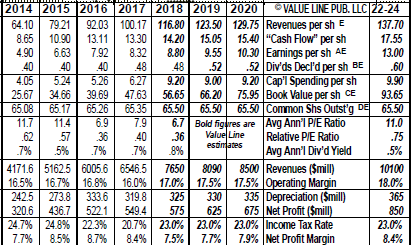 2014 2015 2016 2017 2018 2019 2020 © VALUE LINE PUB. LLC 22-24
64.10 79.21 92.03 100.17 116.80 123.50 129.75 Revenues per sh E 137.70
8.65 10.90 13.11 13.30 14.20 15.05 15.40 "Cash Flow" per sh 17.55
4.90 6.63 7.92 8.32 8.80 9.55 10.30 Earnings per sh AE 13.00
.40 .40 .40 .48 .48 .52 .52 Div'ds Decl'd per sh BE .60
4.05 5.24 5.26 6.27 9.20 9.00 9.20 Cap'l Spending per sh 9.90
25.67 34.66 39.69 47.63 56.65 66.20 75.95 Book Value per sh CE 93.65
65.08 65.17 65.26 65.35 65.50 65.50 65.50 Common Shs Outst'g DE 65.50
11.7 11.4 6.9 7.9 6.7 Bold figures are Avg Ann'l P/E Ratio 11.0
.62 .57 .36 .40 .36 Value Line Relative P/E Ratio .75
.7% .5% .7% .7% .8% estimates Avg Ann'l Div'd Yield .5%
4171.6 5162.5 6005.6 6546.5 7650 8090 8500 Revenues ($mill) 10100
16.5% 16.7% 16.8% 16.0% 17.0% 17.5% 17.5% Operating Margin 18.0%
242.5 273.8 333.6 319.8 325 330 335 Depreciation ($mill) 365
320.6 436.7 522.1 549.4 575 625 675 Net Profit ($mill) 850
24.7% 24.8% 22.3% 20.7% 23.0% 23.0% 23.0% Income Tax Rate 23.0%
7.7% 8.5% 8.7% 8.4% 7.5% 7.7% 7.9% Net Profit Margin 8.4%